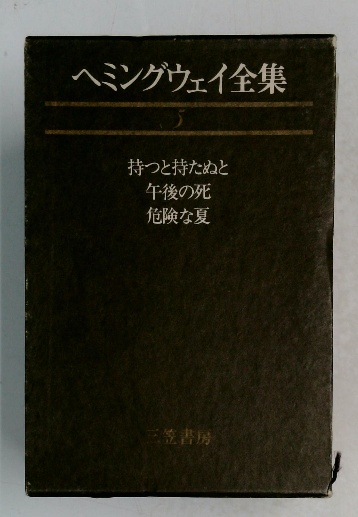 ヘミングウェイ全集
5
持つと持たぬと
午後の死
危険な夏
三笠書房